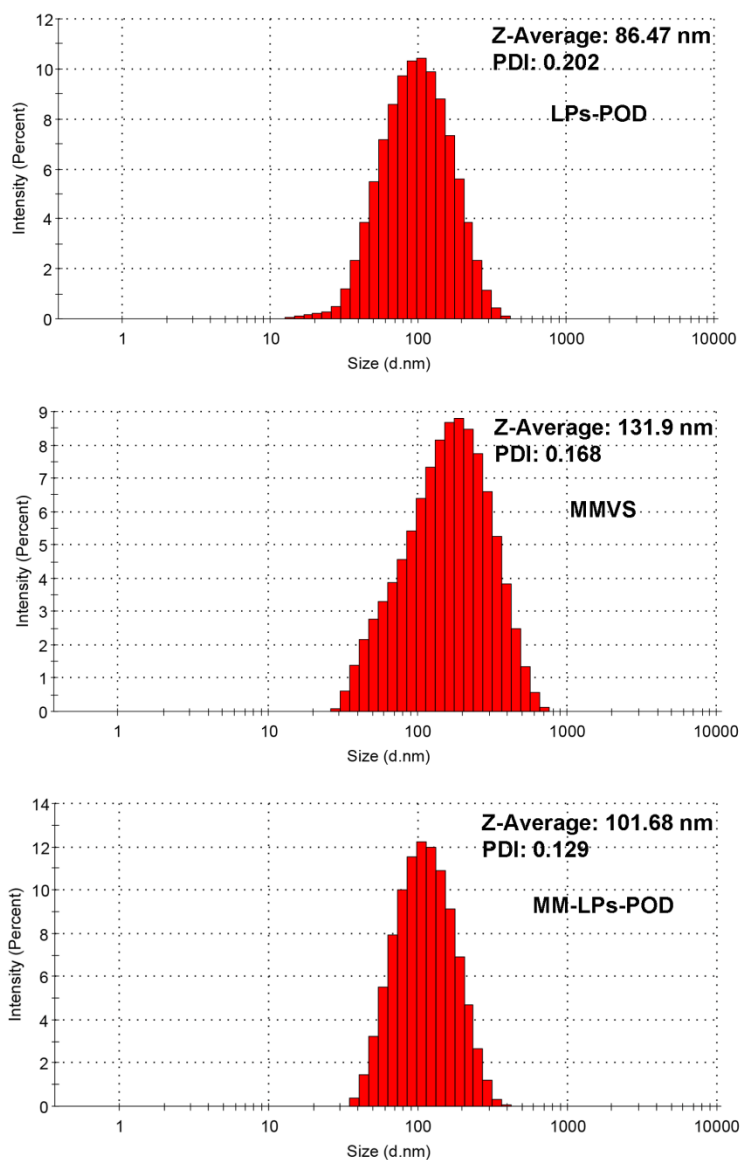 12
10
8
6
4
2
0
Intensity (Percent)
Z-Average: 86.47 nm
PDI: 0.202
LPs-POD
1 10 100 1000 10000
Size (d.nm)
9
8
7
6
5
4
3
2
1
0
Intensity (Percent)
Z-Average: 131.9 nm
PDI: 0.168
MMVS
1 10 100 1000 10000
Size (d.nm)
14
12
10
8
6
4
2
0
Intensity (Percent)
Z-Average: 101.68 nm
PDI: 0.129
MM-LPs-POD
1 10 100 1000 10000
Size (d.nm)